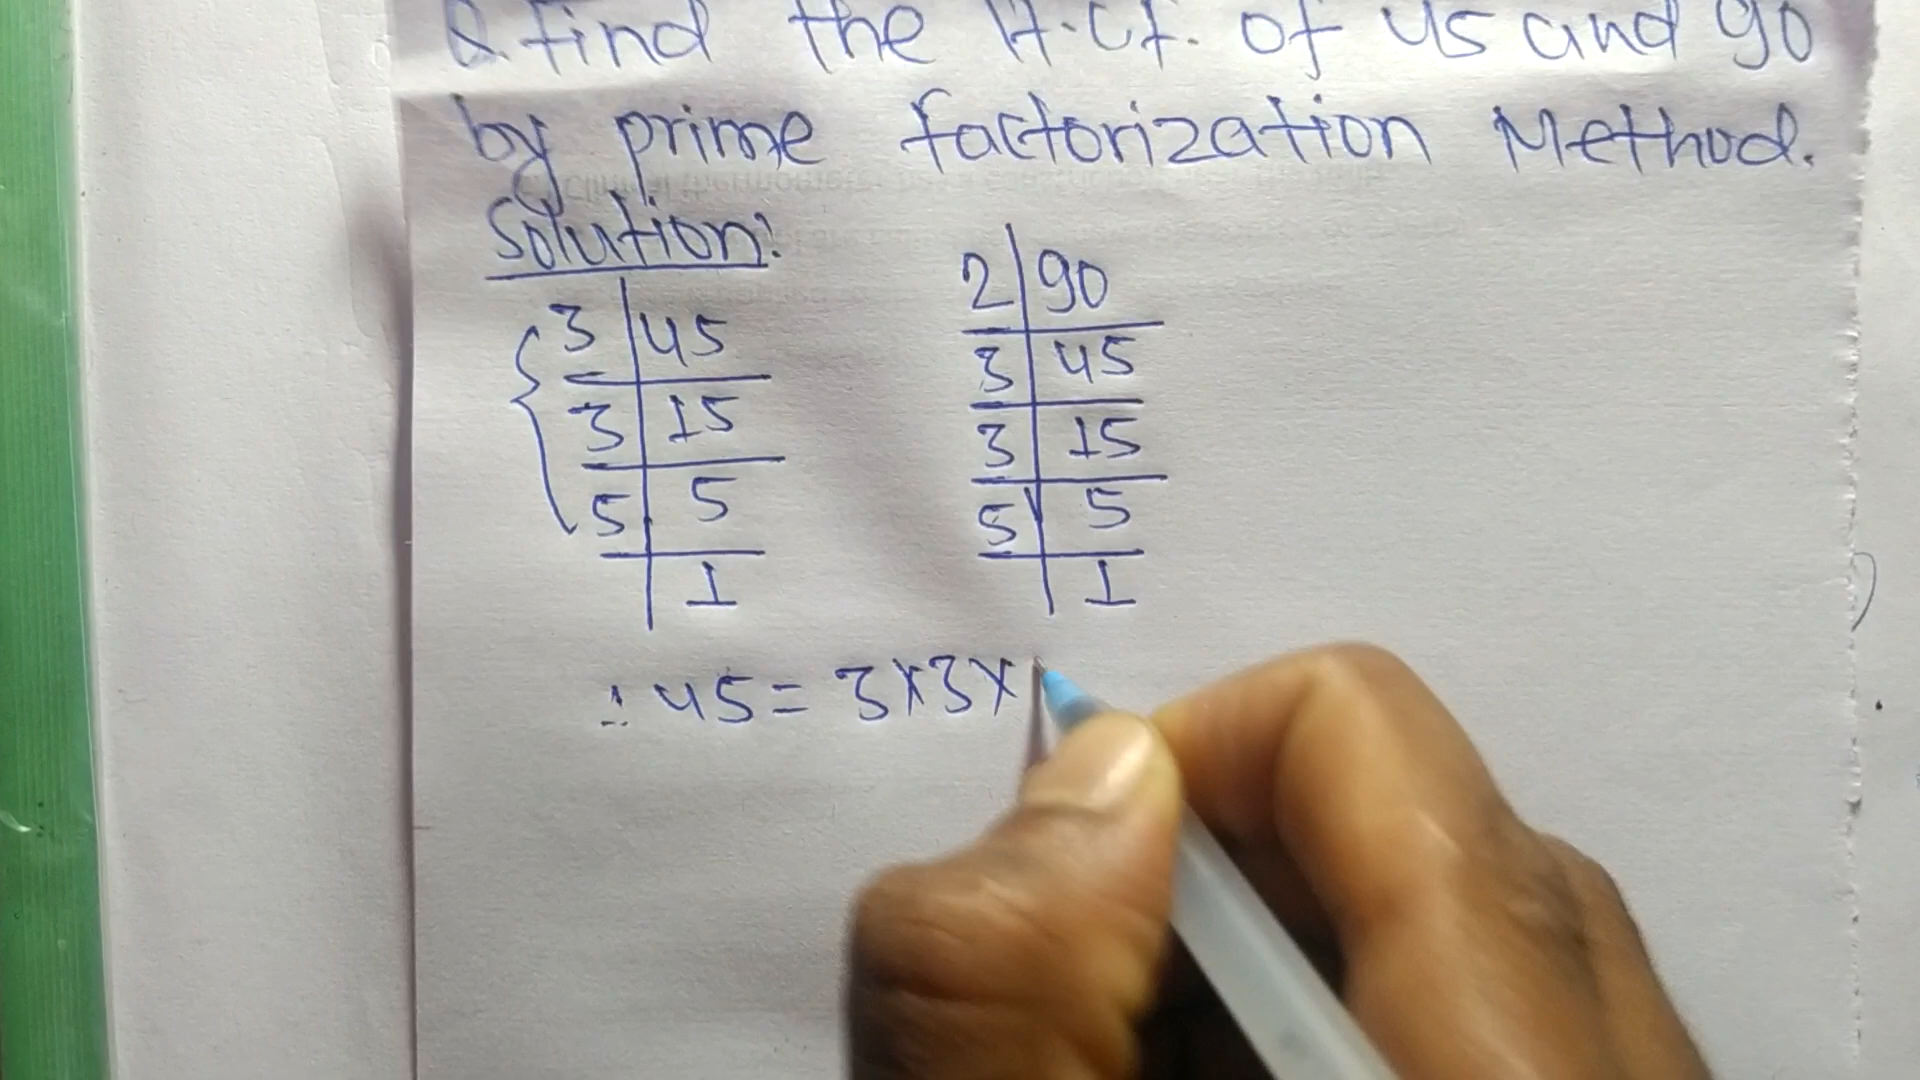 Q. Find the H.C.F. of 45 and 90
by prime factorization Method.
Solution:
3 | 45
3 | 15
5 | 5
| 1
2 | 90
3 | 45
3 | 15
5 | 5
| 1
∴ 45 = 3×3×